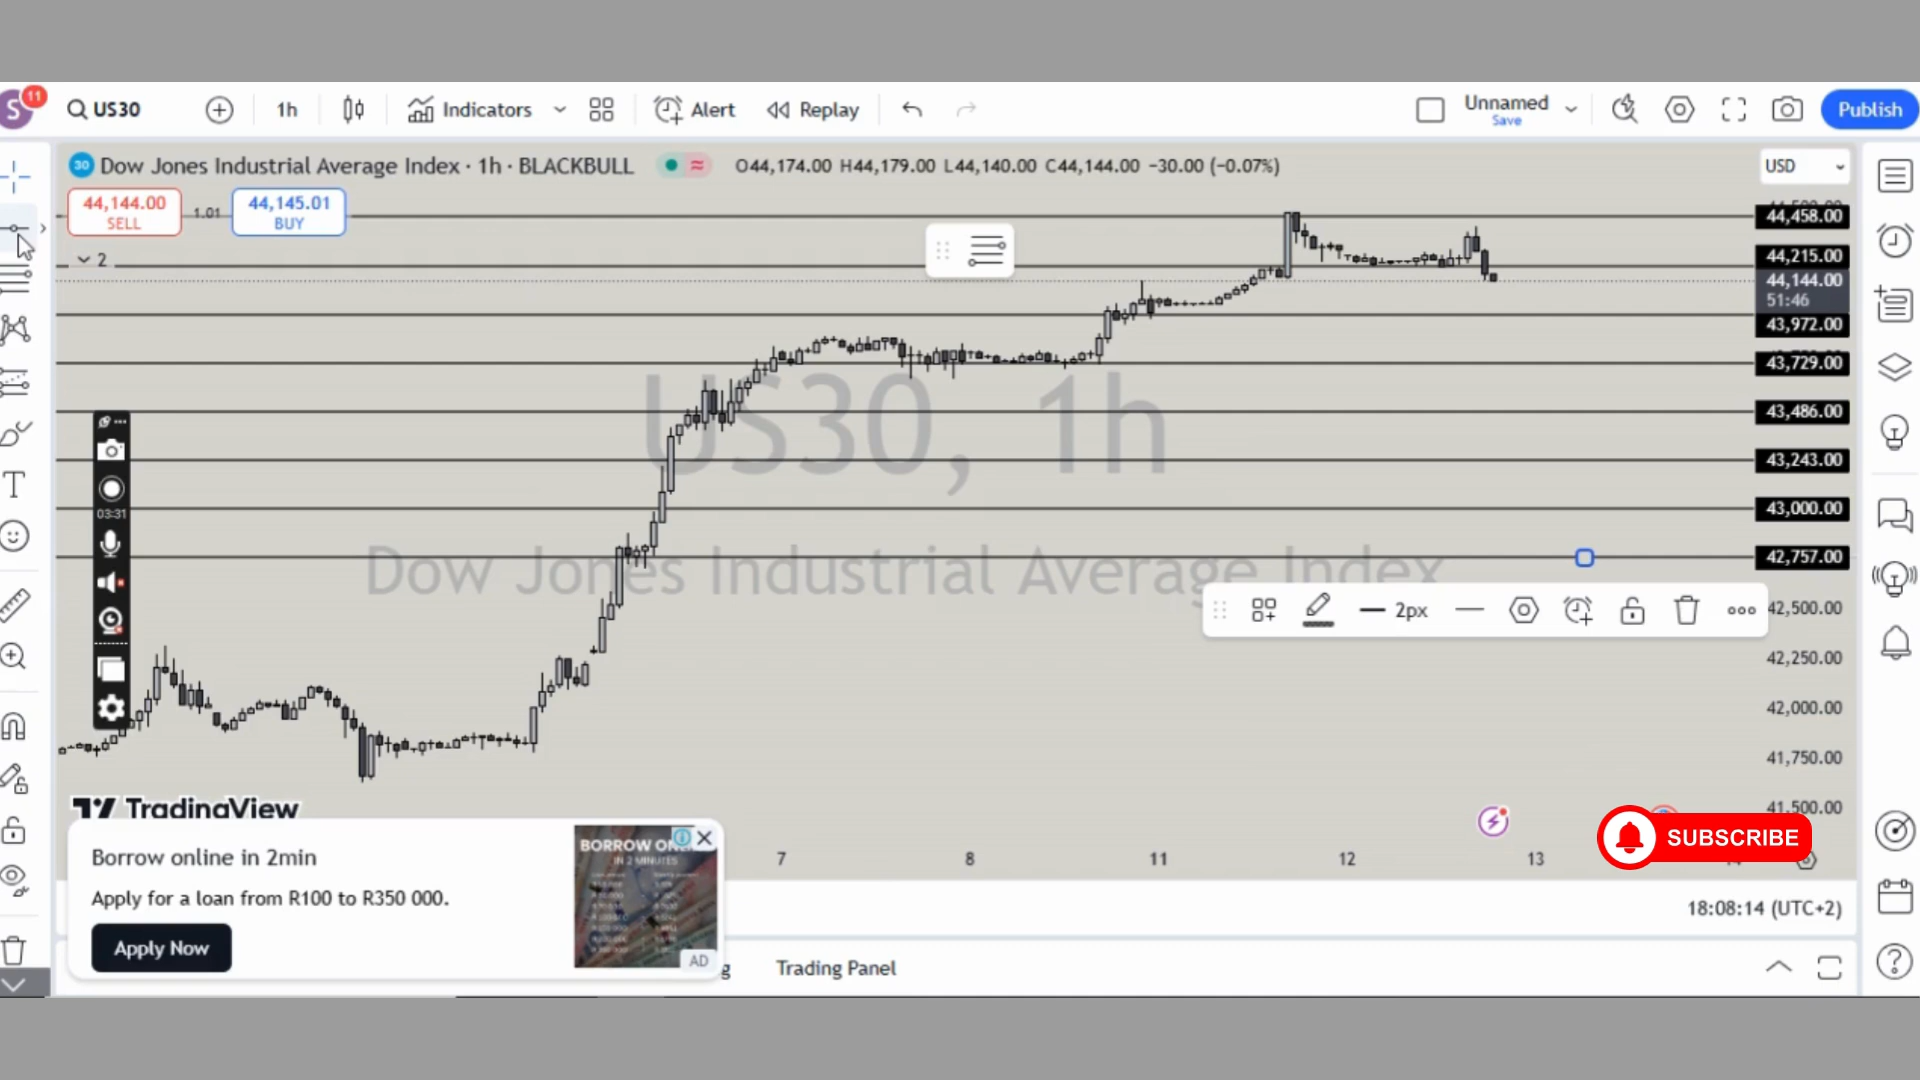 S
11
US30
1h
Indicators
Alert
Replay
Unnamed
Save
Publish
30 Dow Jones Industrial Average Index · 1h · BLACKBULL
O44,174.00 H44,179.00 L44,140.00 C44,144.00 −30.00 (−0.07%)
USD
44,144.00
SELL
1.01
44,145.01
BUY
2
44,458.00
44,215.00
44,144.00
51:46
43,972.00
43,729.00
43,486.00
43,243.00
43,000.00
42,757.00
42,500.00
42,250.00
42,000.00
41,750.00
41,500.00
US30, 1h
Dow Jones Industrial Average Index
T
03:31
2px
TradingView
7
8
11
12
13
SUBSCRIBE
Borrow online in 2min
Apply for a loan from R100 to R350 000.
Apply Now
IN 2 MINUTES
AD
18:08:14 (UTC+2)
Trading Panel